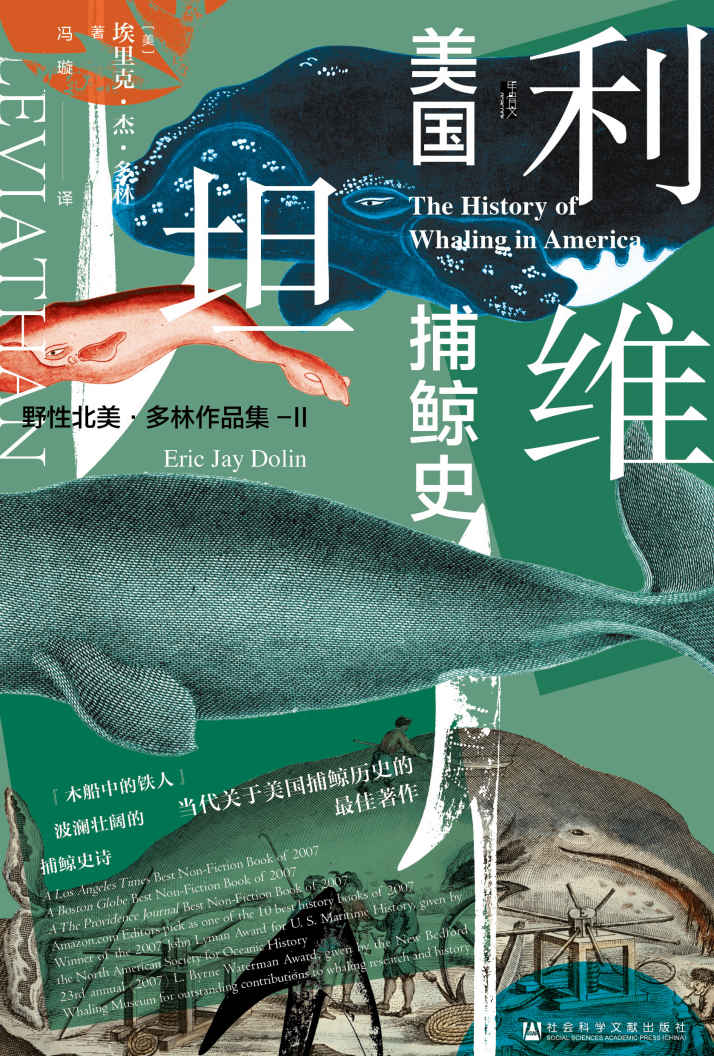 利维坦
美国捕鲸史
The History of
Whaling in America
LEVIATHAN
[美]
埃里克·杰·多林
著
冯璇
译
野性北美·多林作品集 –II
Eric Jay Dolin
『木船中的铁人』
波澜壮阔的
捕鲸史诗
当代关于美国捕鲸历史的
最佳著作
A Los Angeles Times Best Non-Fiction Book of 2007
A Boston Globe Best Non-Fiction Book of 2007
A The Providence Journal Best Non-Fiction Book of 2007
Amazon.com Editors pick as one of the 10 best history books of 2007
Winner of the 2007 John Lyman Award for U. S. Maritime History, given by
the North American Society for Oceanic History
23rd annual (2007) L. Byrne Waterman Award, given by the New Bedford
Whaling Museum for outstanding contributions to whaling research and history
社会科学文献出版社
SOCIAL SCIENCES ACADEMIC PRESS (CHINA)